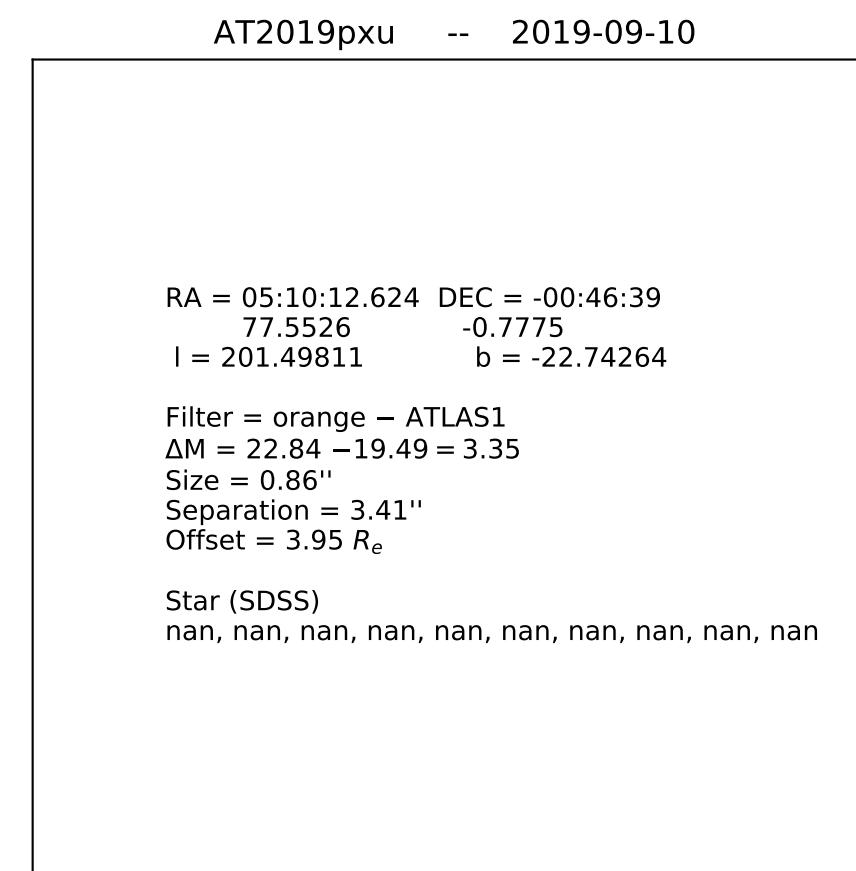 AT2019pxu -- 2019-09-10
RA = 05:10:12.624 DEC = -00:46:39
77.5526 -0.7775
l = 201.49811 b = -22.74264
Filter = orange − ATLAS1
ΔM = 22.84 −19.49 = 3.35
Size = 0.86''
Separation = 3.41''
Offset = 3.95 Re
Star (SDSS)
nan, nan, nan, nan, nan, nan, nan, nan, nan, nan